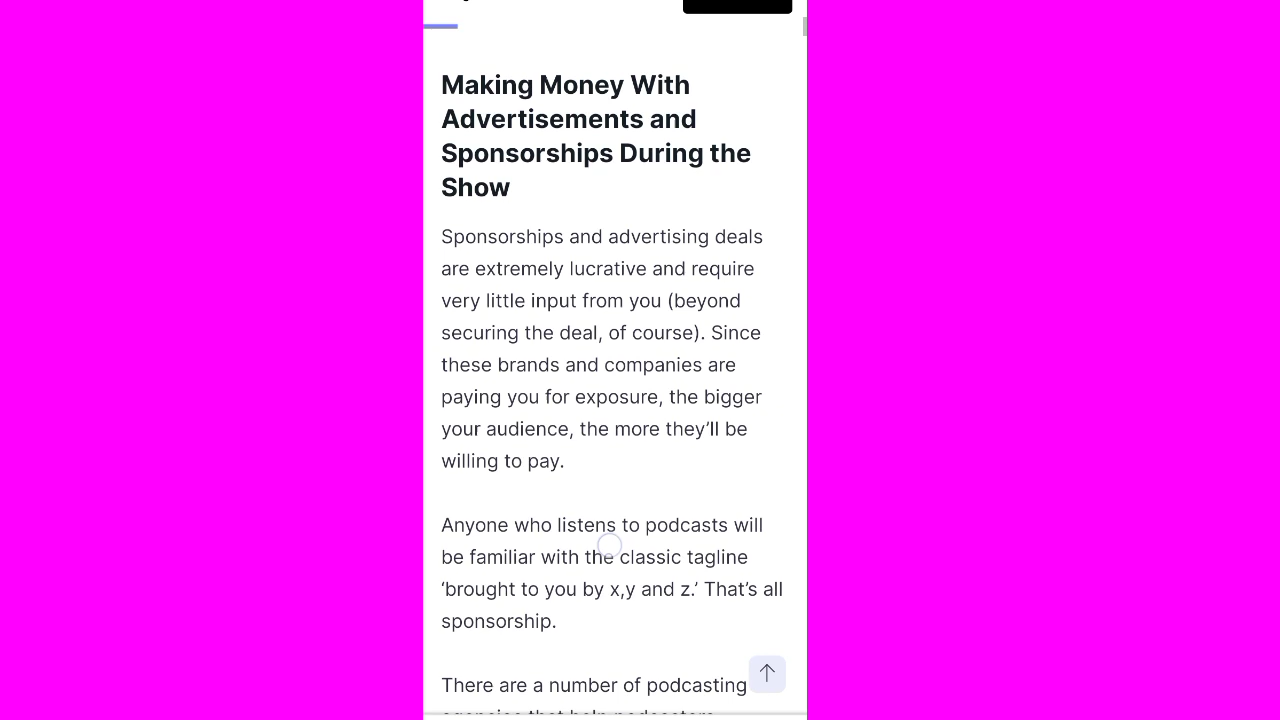 Making Money With
Advertisements and
Sponsorships During the
Show
Sponsorships and advertising deals
are extremely lucrative and require
very little input from you (beyond
securing the deal, of course). Since
these brands and companies are
paying you for exposure, the bigger
your audience, the more they’ll be
willing to pay.
Anyone who listens to podcasts will
be familiar with the classic tagline
‘brought to you by x,y and z.’ That’s all
sponsorship.
There are a number of podcasting
agencies that help podcasters